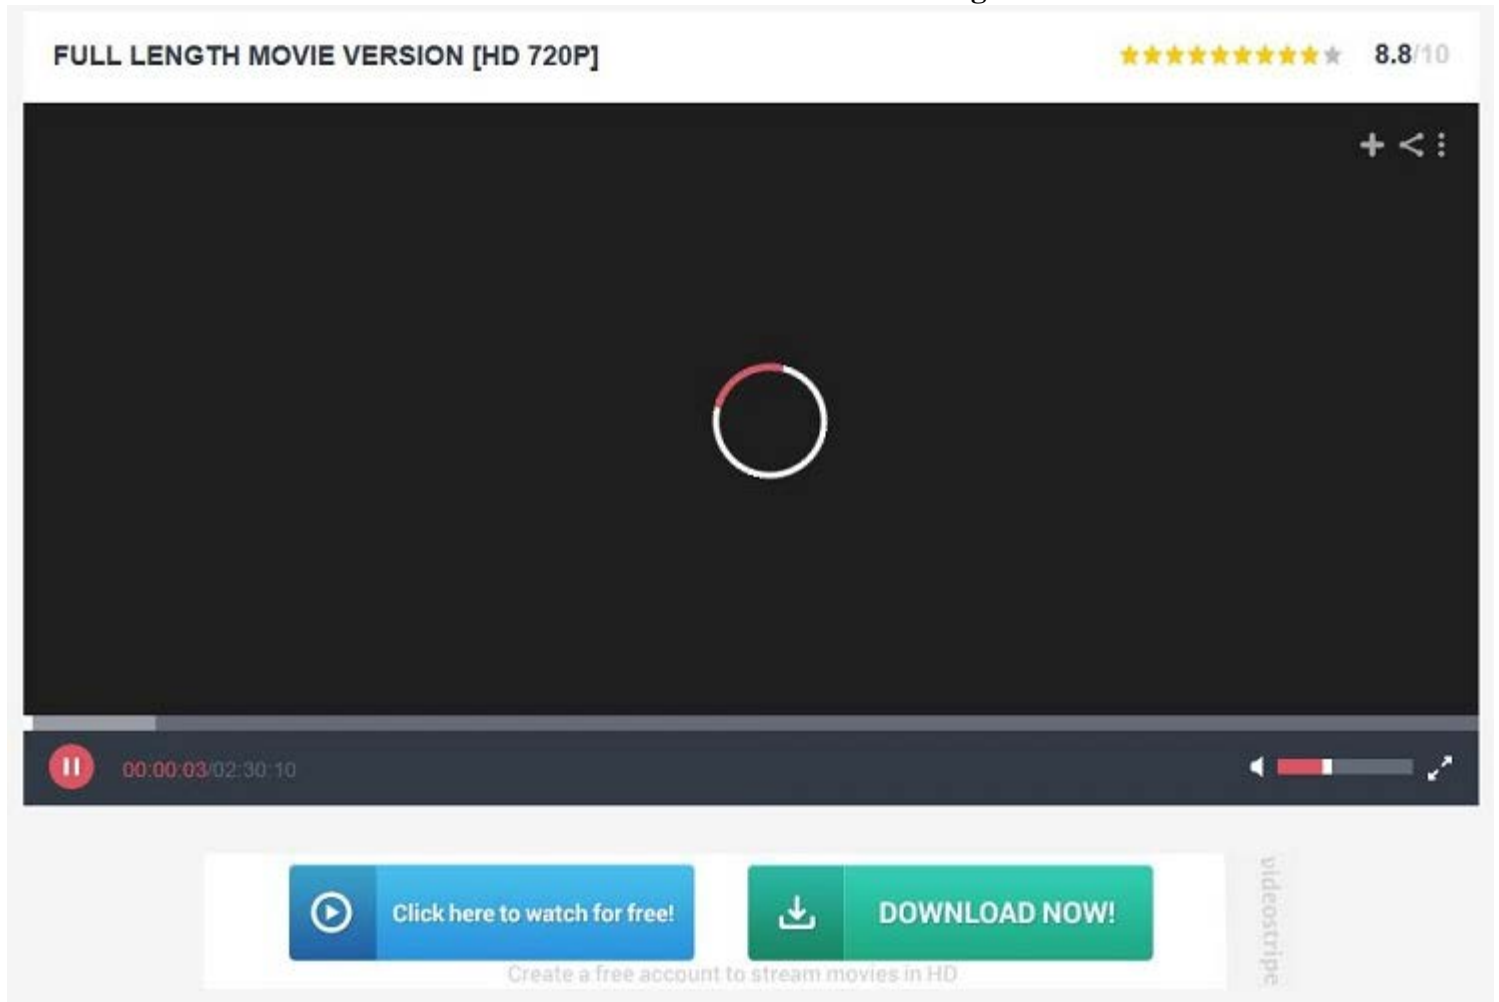 FULL LENGTH MOVIE VERSION [HD 720P]
8.8/10
00:00:03/02:30:10
Click here to watch for free!
DOWNLOAD NOW!
Create a free account to stream movies in HD
videostripe